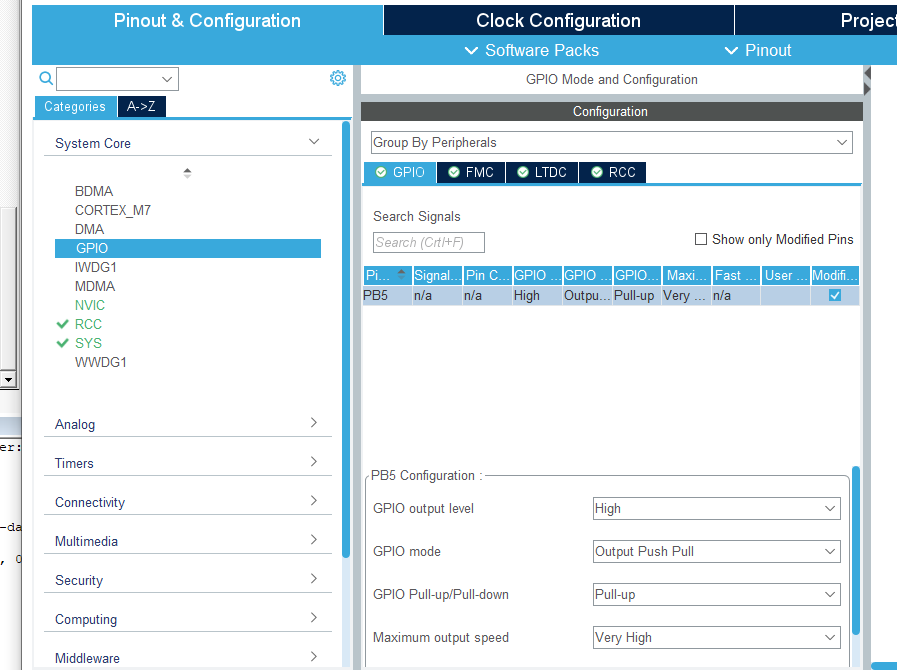 Pinout & Configuration
Clock Configuration
Projec
Software Packs
Pinout
GPIO Mode and Configuration
Categories
A->Z
System Core
BDMA
CORTEX_M7
DMA
GPIO
IWDG1
MDMA
NVIC
RCC
SYS
WWDG1
Analog
Timers
Connectivity
Multimedia
Security
Computing
Middleware
Configuration
Group By Peripherals
GPIO
FMC
LTDC
RCC
Search Signals
Search (Crtl+F)
Show only Modified Pins
Pi... Signal... Pin C... GPIO ... GPIO ... GPIO... Maxi... Fast ... User ... Modifi...
PB5 n/a n/a High Outpu... Pull-up Very ... n/a
PB5 Configuration :
GPIO output level High
GPIO mode Output Push Pull
GPIO Pull-up/Pull-down Pull-up
Maximum output speed Very High
er:
-da
, 0